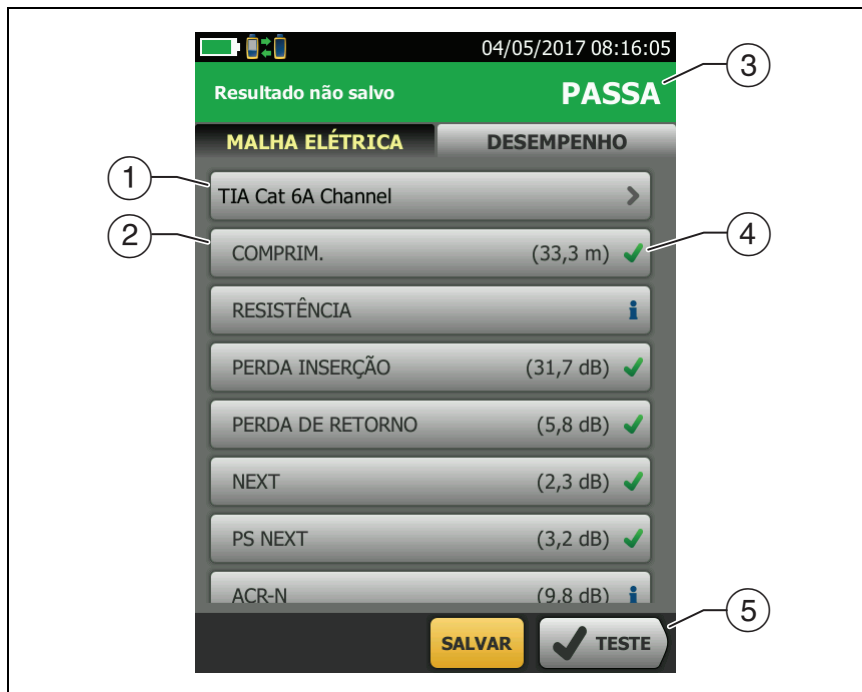 04/05/2017 08:16:05
Resultado não salvo PASSA
MALHA ELÉTRICA DESEMPENHO
TIA Cat 6A Channel
COMPRIM. (33,3 m)
RESISTÊNCIA
PERDA INSERÇÃO (31,7 dB)
PERDA DE RETORNO (5,8 dB)
NEXT (2,3 dB)
PS NEXT (3,2 dB)
ACR-N (9,8 dB)
SALVAR TESTE
1
2
3
4
5